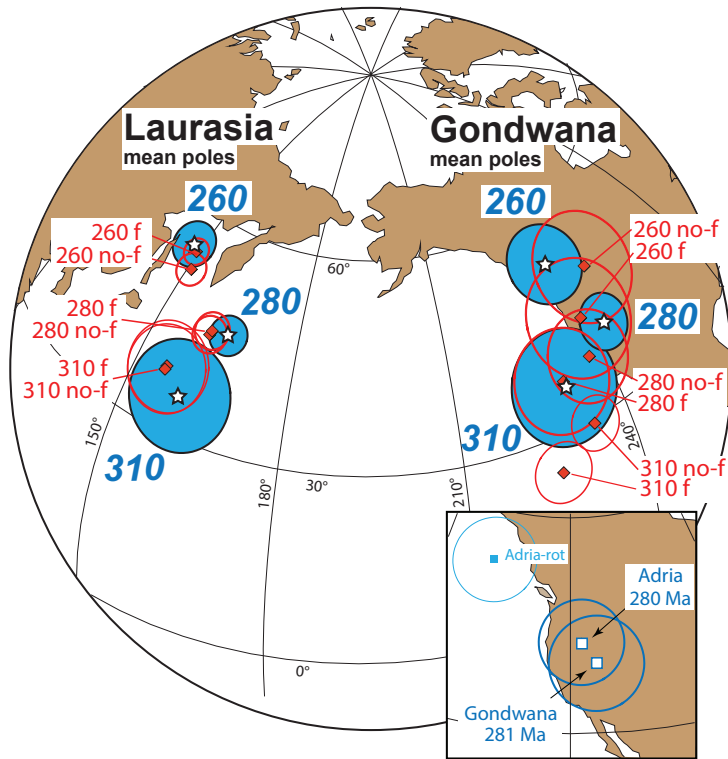 Laurasia
mean poles
Gondwana
mean poles
260
260
260 f
260 no-f
260 no-f
260 f
60°
280 f
280 no-f
280
280
310 f
310 no-f
280 no-f
280 f
310
310
150°
180°
30°
210°
240°
310 no-f
310 f
0°
Adria-rot
Adria
280 Ma
Gondwana
281 Ma